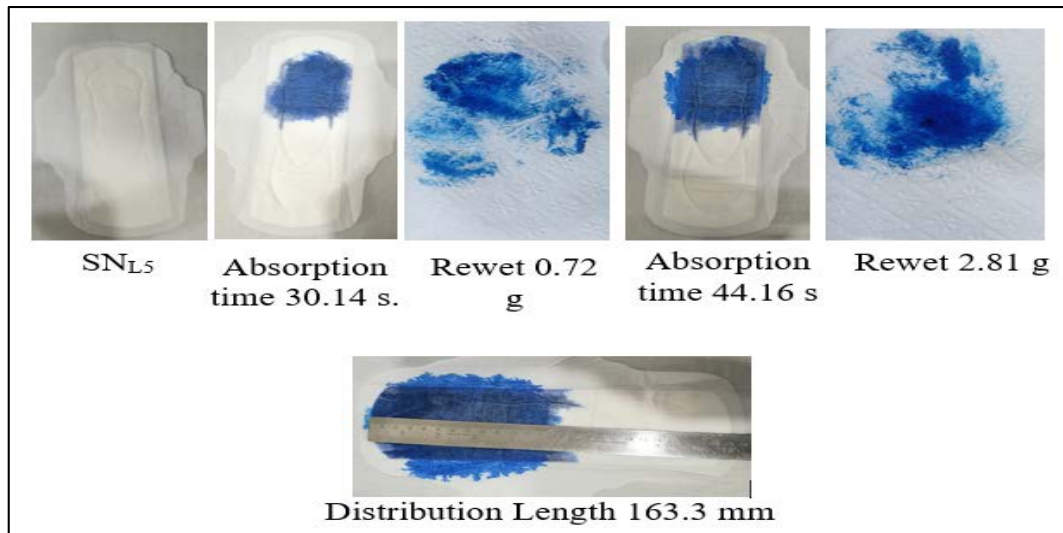 SNL5
Absorption
time 30.14 s.
Rewet 0.72
g
Absorption
time 44.16 s
Rewet 2.81 g
Distribution Length 163.3 mm